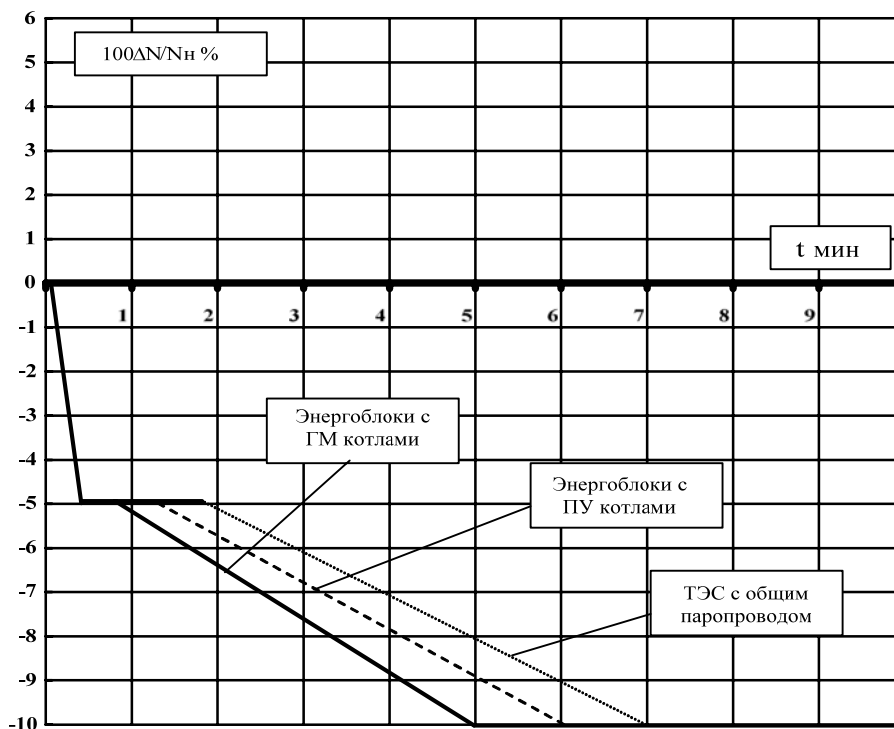 6
100ΔN/Nн %
5
4
3
2
1
t мин
0
1 2 3 4 5 6 7 8 9
-1
-2
-3
Энергоблоки с
ГМ котлами
-4
Энергоблоки с
ПУ котлами
-5
-6
-7
ТЭС с общим
паропроводом
-8
-9
-10